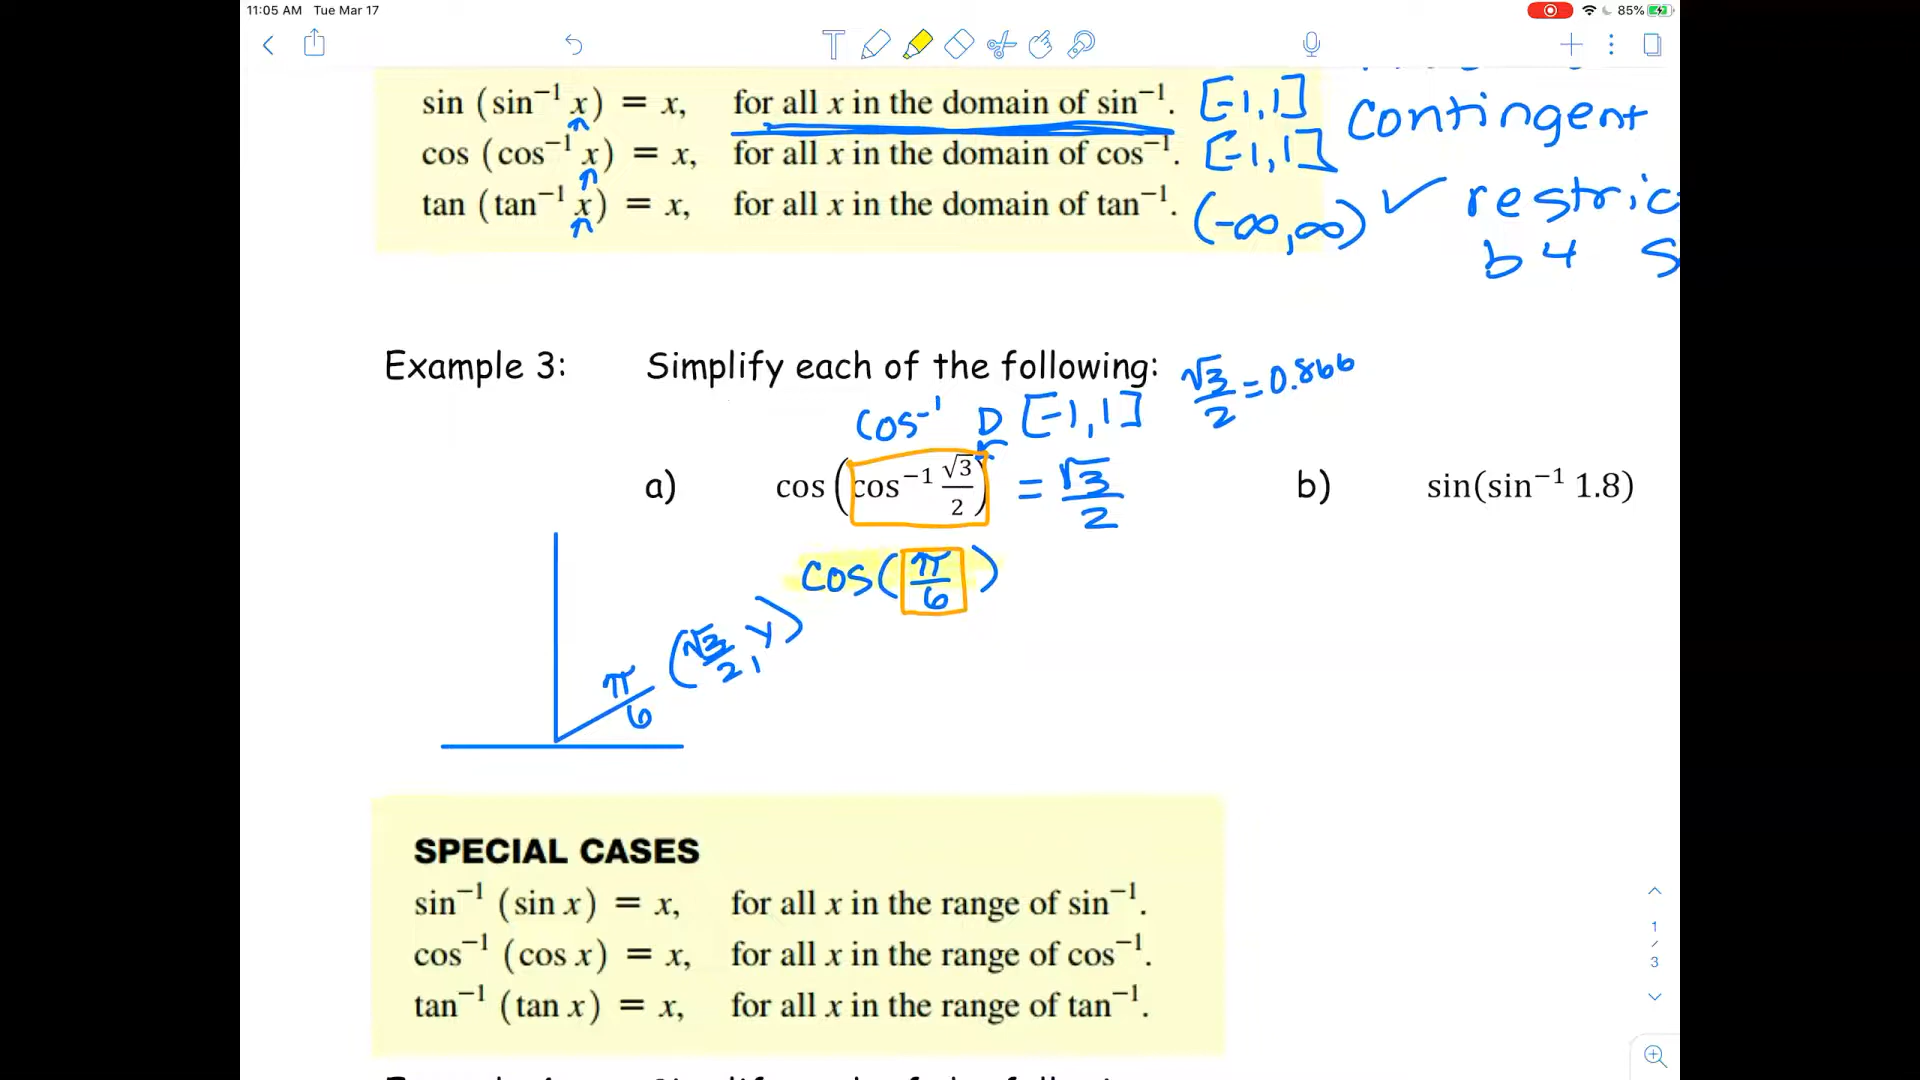 11:05 AM Tue Mar 17 85%
sin (sin⁻¹ x) = x, for all x in the domain of sin⁻¹. [-1,1] contingent
cos (cos⁻¹ x) = x, for all x in the domain of cos⁻¹. [-1,1]
tan (tan⁻¹ x) = x, for all x in the domain of tan⁻¹. (-∞,∞) ✓ restric
b4 S
Example 3: Simplify each of the following: √3/2 = 0.866
cos⁻¹ D [-1,1]
a) cos (cos⁻¹ √3/2) = √3/2 b) sin(sin⁻¹ 1.8)
cos(π/6)
π/6 (√3/2, y)
SPECIAL CASES
sin⁻¹ (sin x) = x, for all x in the range of sin⁻¹.
cos⁻¹ (cos x) = x, for all x in the range of cos⁻¹.
tan⁻¹ (tan x) = x, for all x in the range of tan⁻¹.
1
/
3